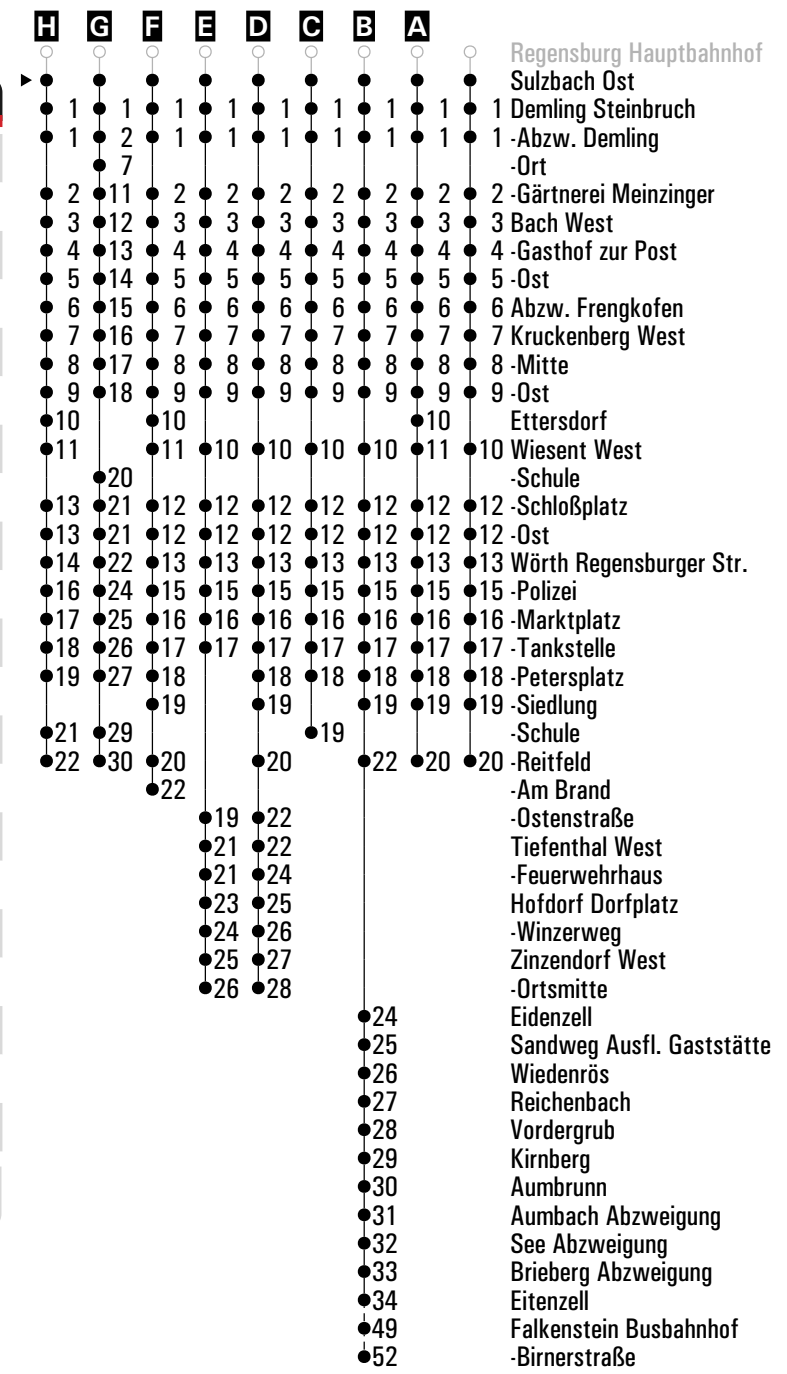 H G F E D C B A
Regensburg Hauptbahnhof
Sulzbach Ost
1 1 1 1 1 1 1 1 1 Demling Steinbruch
1 2 1 1 1 1 1 1 1 -Abzw. Demling
7 -Ort
2 11 2 2 2 2 2 2 2 -Gärtnerei Meinzinger
3 12 3 3 3 3 3 3 3 Bach West
4 13 4 4 4 4 4 4 4 -Gasthof zur Post
5 14 5 5 5 5 5 5 5 -Ost
6 15 6 6 6 6 6 6 6 Abzw. Frengkofen
7 16 7 7 7 7 7 7 7 Kruckenberg West
8 17 8 8 8 8 8 8 8 -Mitte
9 18 9 9 9 9 9 9 9 -Ost
10 10 10 Ettersdorf
11 11 10 10 10 10 11 10 Wiesent West
20 -Schule
13 21 12 12 12 12 12 12 12 -Schloßplatz
13 21 12 12 12 12 12 12 12 -Ost
14 22 13 13 13 13 13 13 13 Wörth Regensburger Str.
16 24 15 15 15 15 15 15 15 -Polizei
17 25 16 16 16 16 16 16 16 -Marktplatz
18 26 17 17 17 17 17 17 17 -Tankstelle
19 27 18 18 18 18 18 18 -Petersplatz
19 19 19 19 19 -Siedlung
21 29 19 -Schule
22 30 20 20 22 20 20 -Reitfeld
22 -Am Brand
19 22 -Ostenstraße
21 22 Tiefenthal West
21 24 -Feuerwehrhaus
23 25 Hofdorf Dorfplatz
24 26 -Winzerweg
25 27 Zinzendorf West
26 28 -Ortsmitte
24 Eidenzell
25 Sandweg Ausfl. Gaststätte
26 Wiedenrös
27 Reichenbach
28 Vordergrub
29 Kirnberg
30 Aumbrunn
31 Aumbach Abzweigung
32 See Abzweigung
33 Brieberg Abzweigung
34 Eitenzell
49 Falkenstein Busbahnhof
52 -Birnerstraße